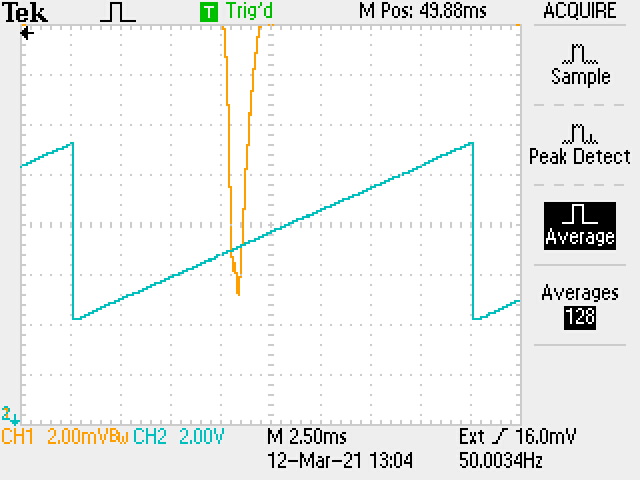 Tek T Trig'd M Pos: 49.88ms ACQUIRE
Sample
Peak Detect
Average
Averages
128
2
CH1 2.00mVBw CH2 2.00V M 2.50ms Ext 16.0mV
12-Mar-21 13:04 50.0034Hz